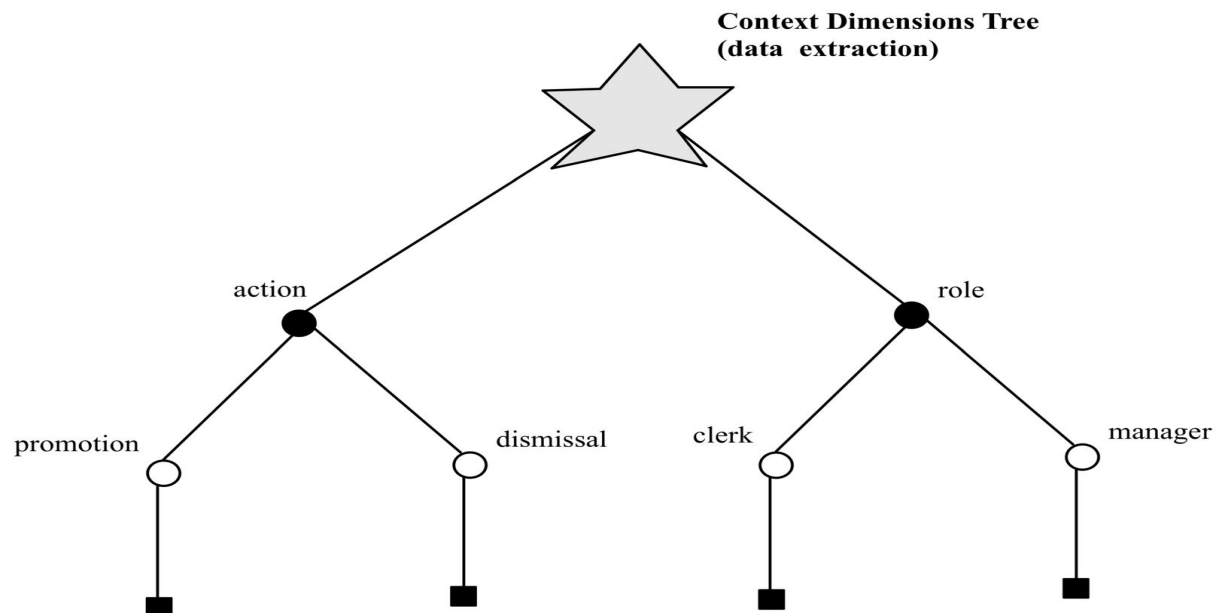 Context Dimensions Tree
(data extraction)
action
role
promotion
dismissal
clerk
manager